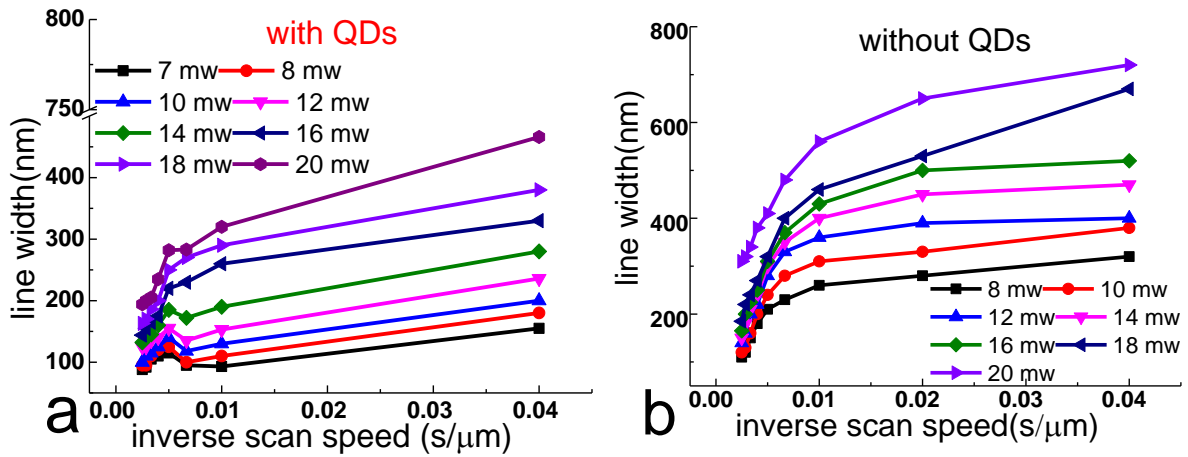 a
with QDs
7 mw 8 mw
10 mw 12 mw
14 mw 16 mw
18 mw 20 mw
800
750
400
300
200
100
line width(nm)
0.00 0.01 0.02 0.03 0.04
inverse scan speed (s/μm)
b
without QDs
800
600
400
200
line width(nm)
8 mw 10 mw
12 mw 14 mw
16 mw 18 mw
20 mw
0.00 0.01 0.02 0.03 0.04
inverse scan speed(s/μm)